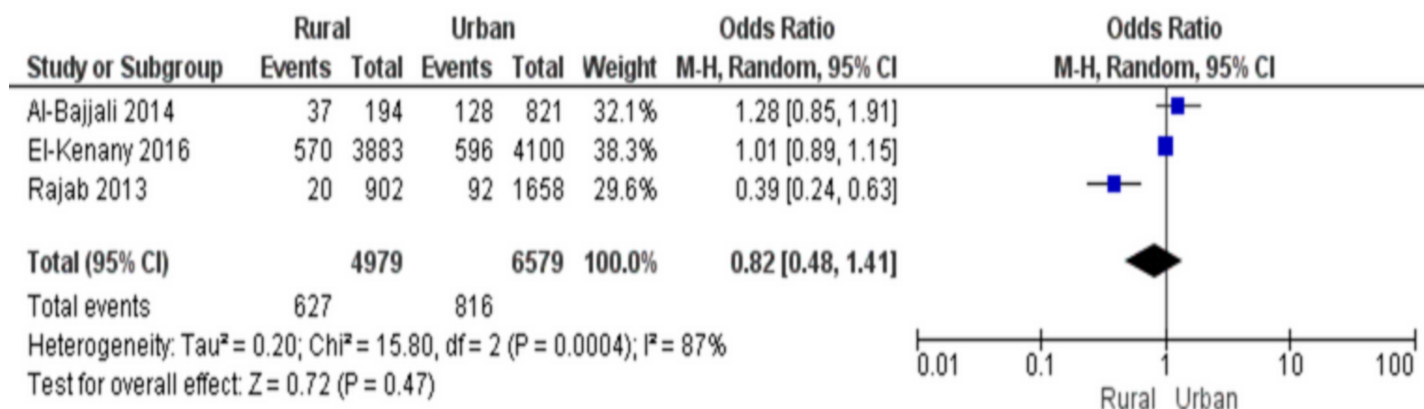 Rural Urban Odds Ratio Odds Ratio
Study or Subgroup Events Total Events Total Weight M-H, Random, 95% CI M-H, Random, 95% CI
Al-Bajjali 2014 37 194 128 821 32.1% 1.28 [0.85, 1.91]
El-Kenany 2016 570 3883 596 4100 38.3% 1.01 [0.89, 1.15]
Rajab 2013 20 902 92 1658 29.6% 0.39 [0.24, 0.63]
Total (95% CI) 4979 6579 100.0% 0.82 [0.48, 1.41]
Total events 627 816
Heterogeneity: Tau² = 0.20; Chi² = 15.80, df = 2 (P = 0.0004); I² = 87%
Test for overall effect: Z = 0.72 (P = 0.47)
0.01 0.1 1 10 100
Rural Urban